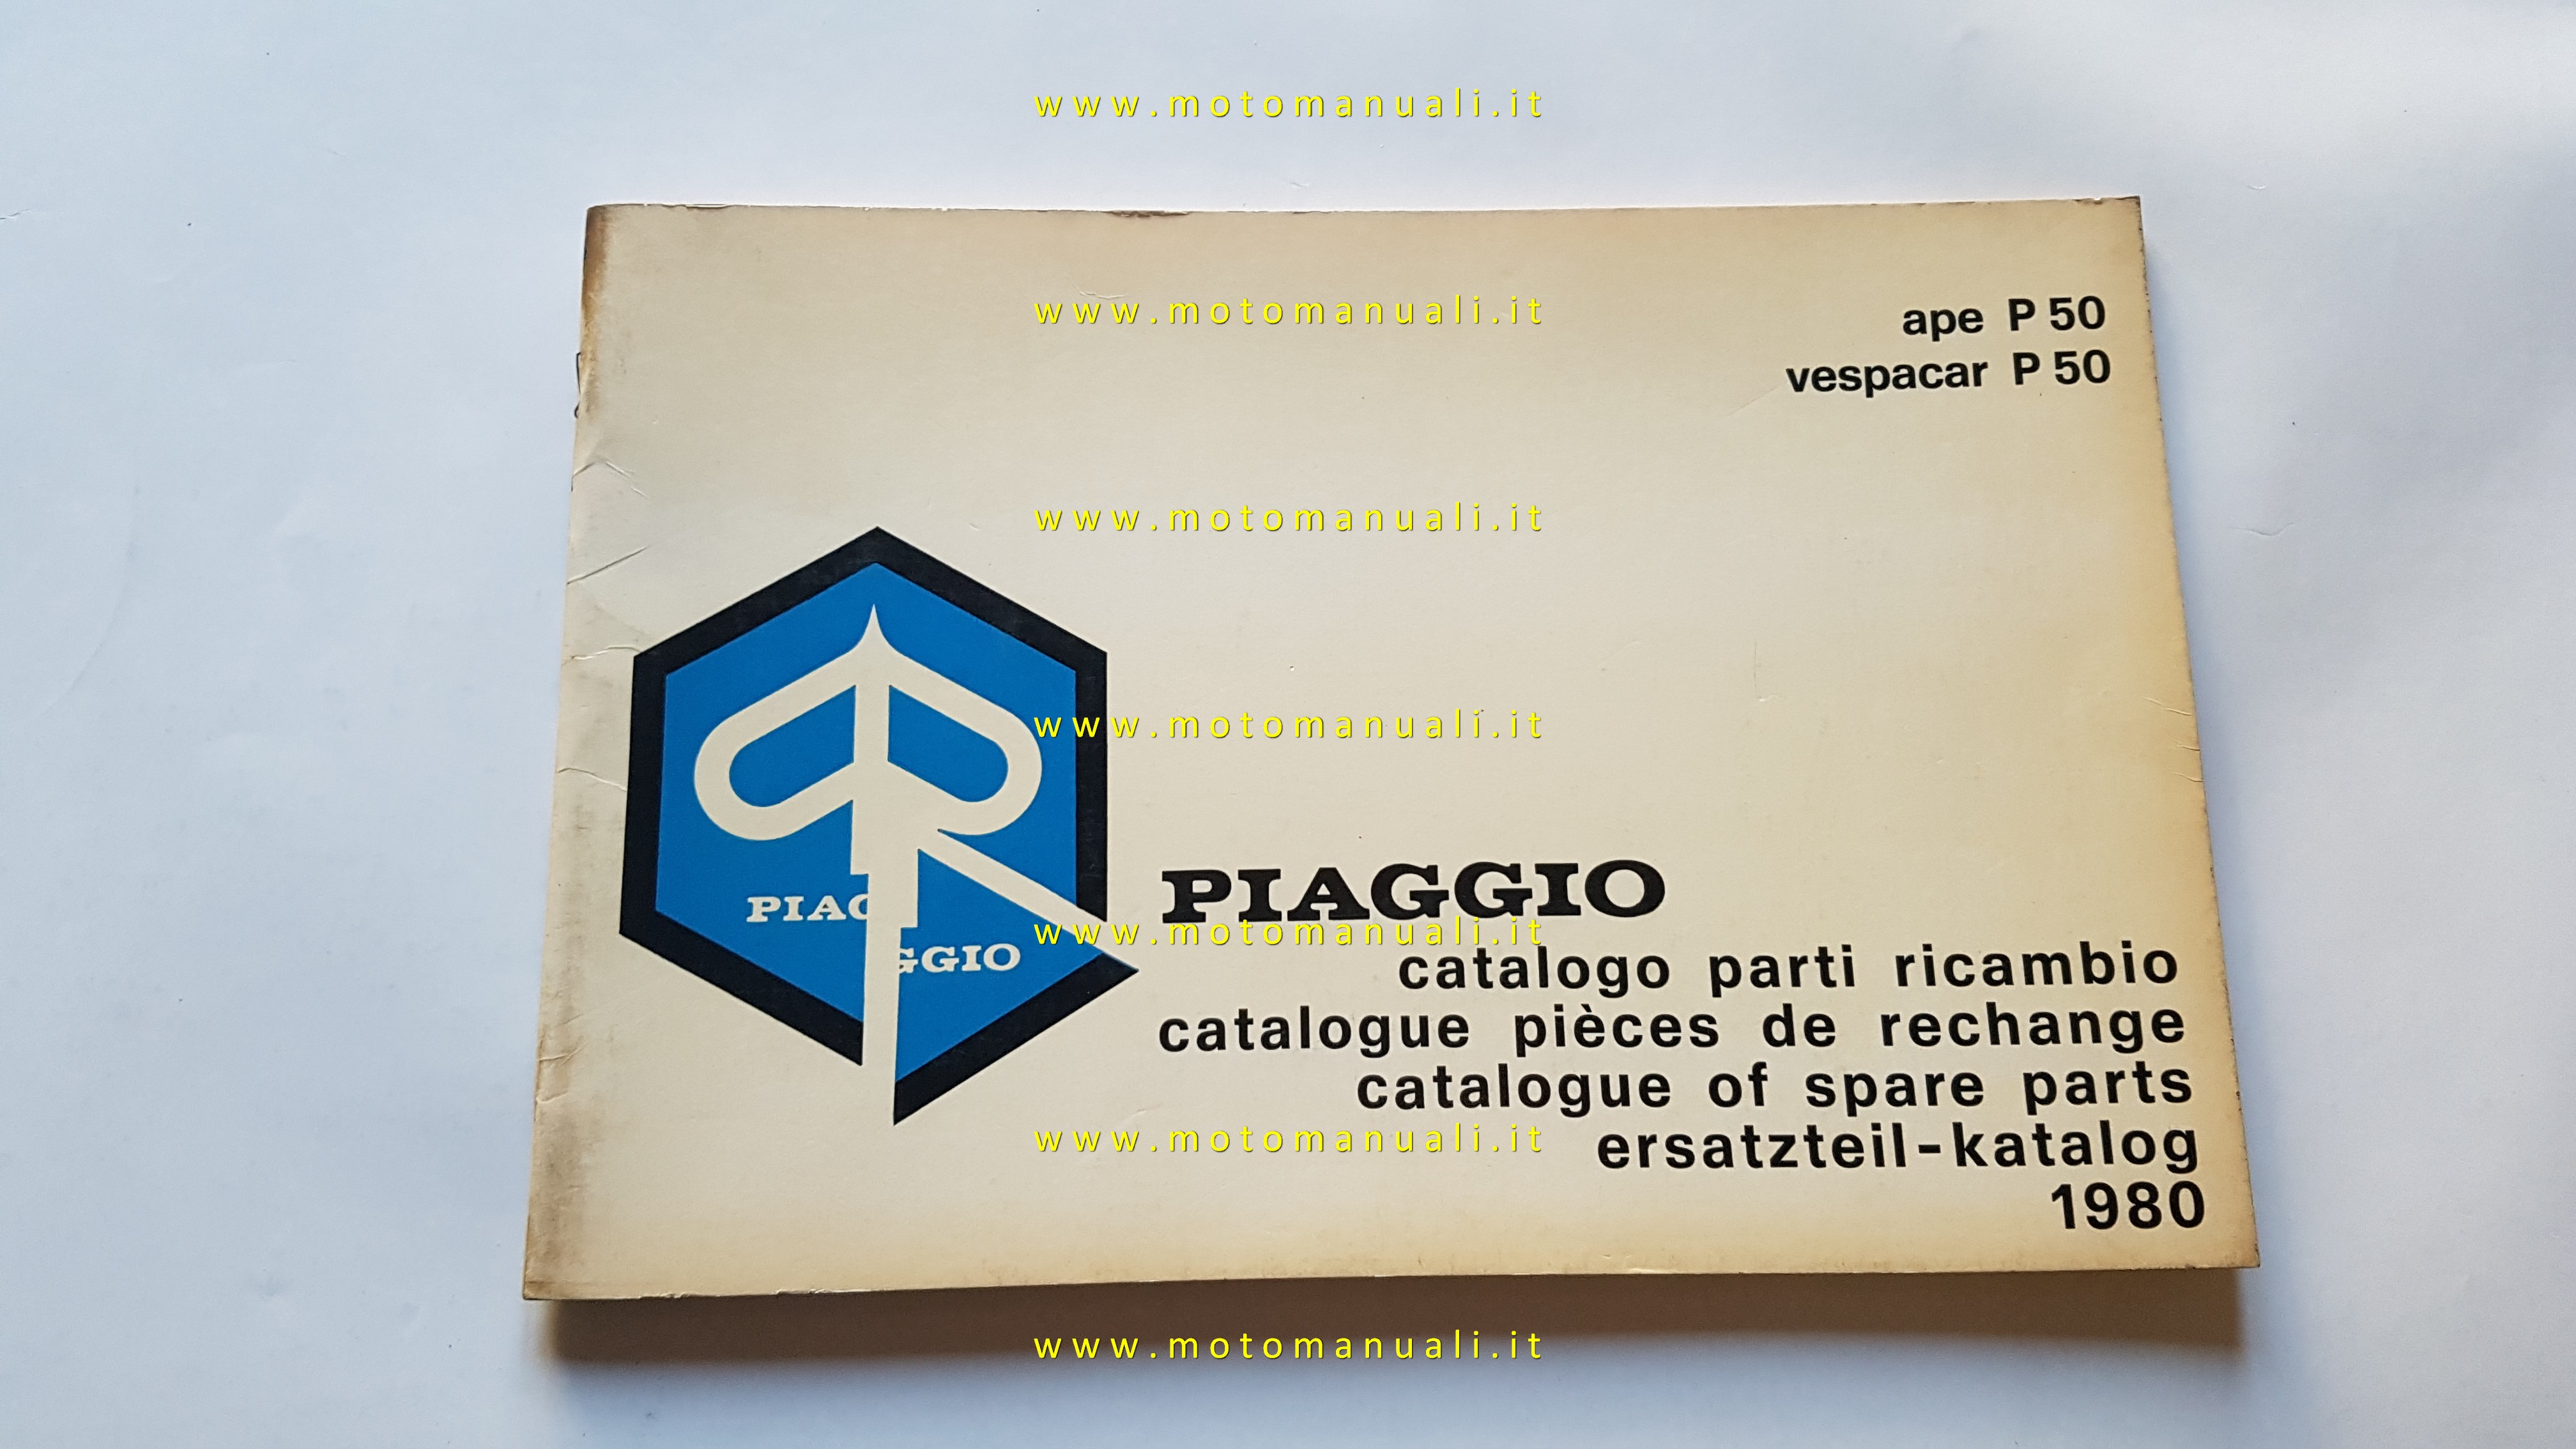 www.motomanuali.it
www.motomanuali.it
ape P 50
vespacar P 50
www.motomanuali.it
www.motomanuali.it
PIAGGIO
PIAGGIO
www.motomanuali.it
catalogo parti ricambio
catalogue pièces de rechange
catalogue of spare parts
www.motomanuali.it
ersatzteil-katalog
1980
www.motomanuali.it